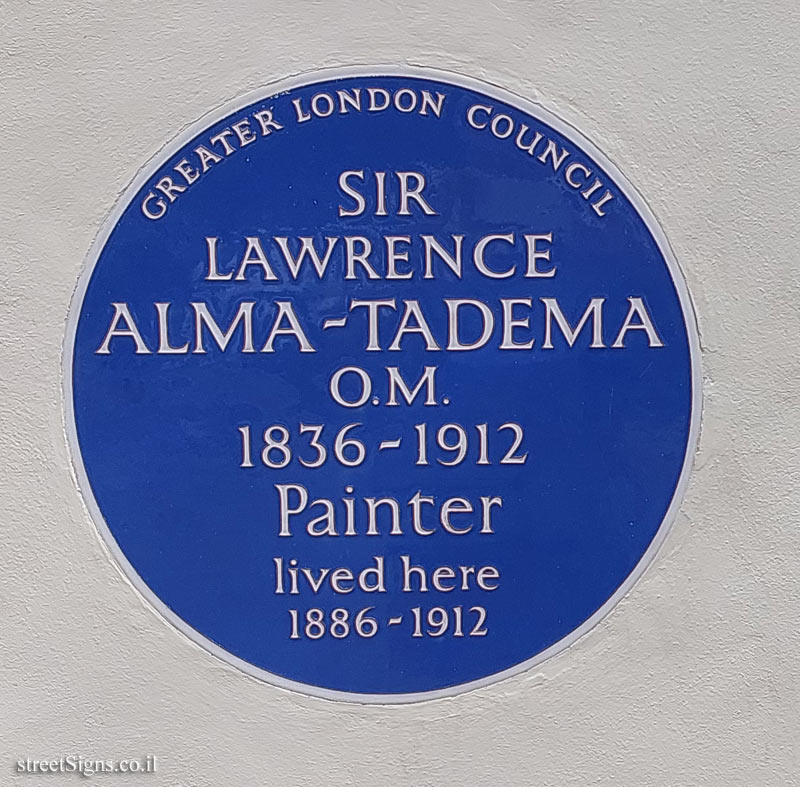 GREATER LONDON COUNCIL
SIR
LAWRENCE
ALMA-TADEMA
O.M.
1836-1912
Painter
lived here
1886-1912
streetSigns.co.il